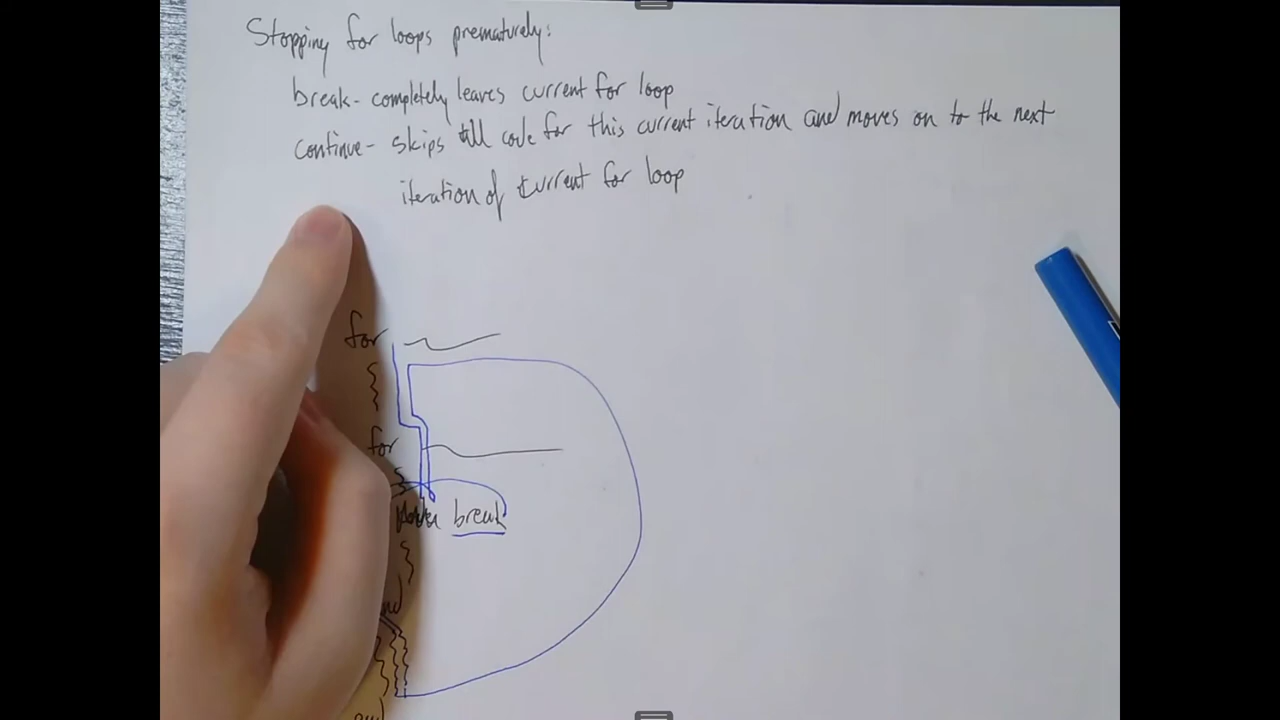 Stopping for loops prematurely:
break- completely leaves current for loop
continue- skips all code for this current iteration and moves on to the next
iteration of current for loop
for
for
break